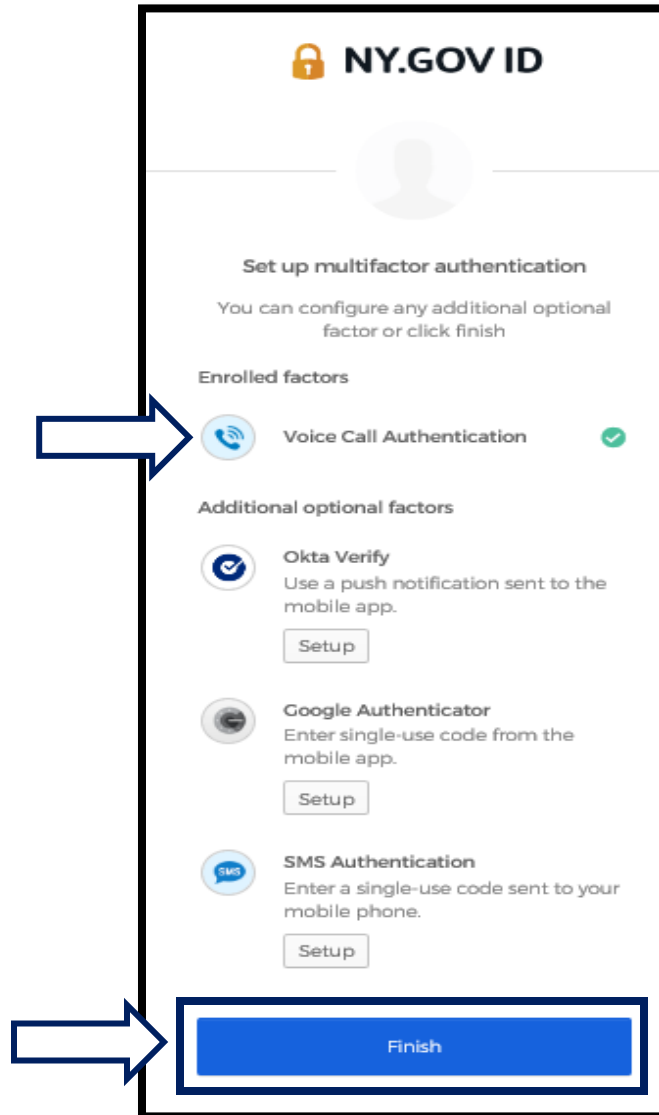 NY.GOV ID
Set up multifactor authentication
You can configure any additional optional
factor or click finish
Enrolled factors
Voice Call Authentication
Additional optional factors
Okta Verify
Use a push notification sent to the
mobile app.
Setup
Google Authenticator
Enter single-use code from the
mobile app.
Setup
SMS
SMS Authentication
Enter a single-use code sent to your
mobile phone.
Setup
Finish